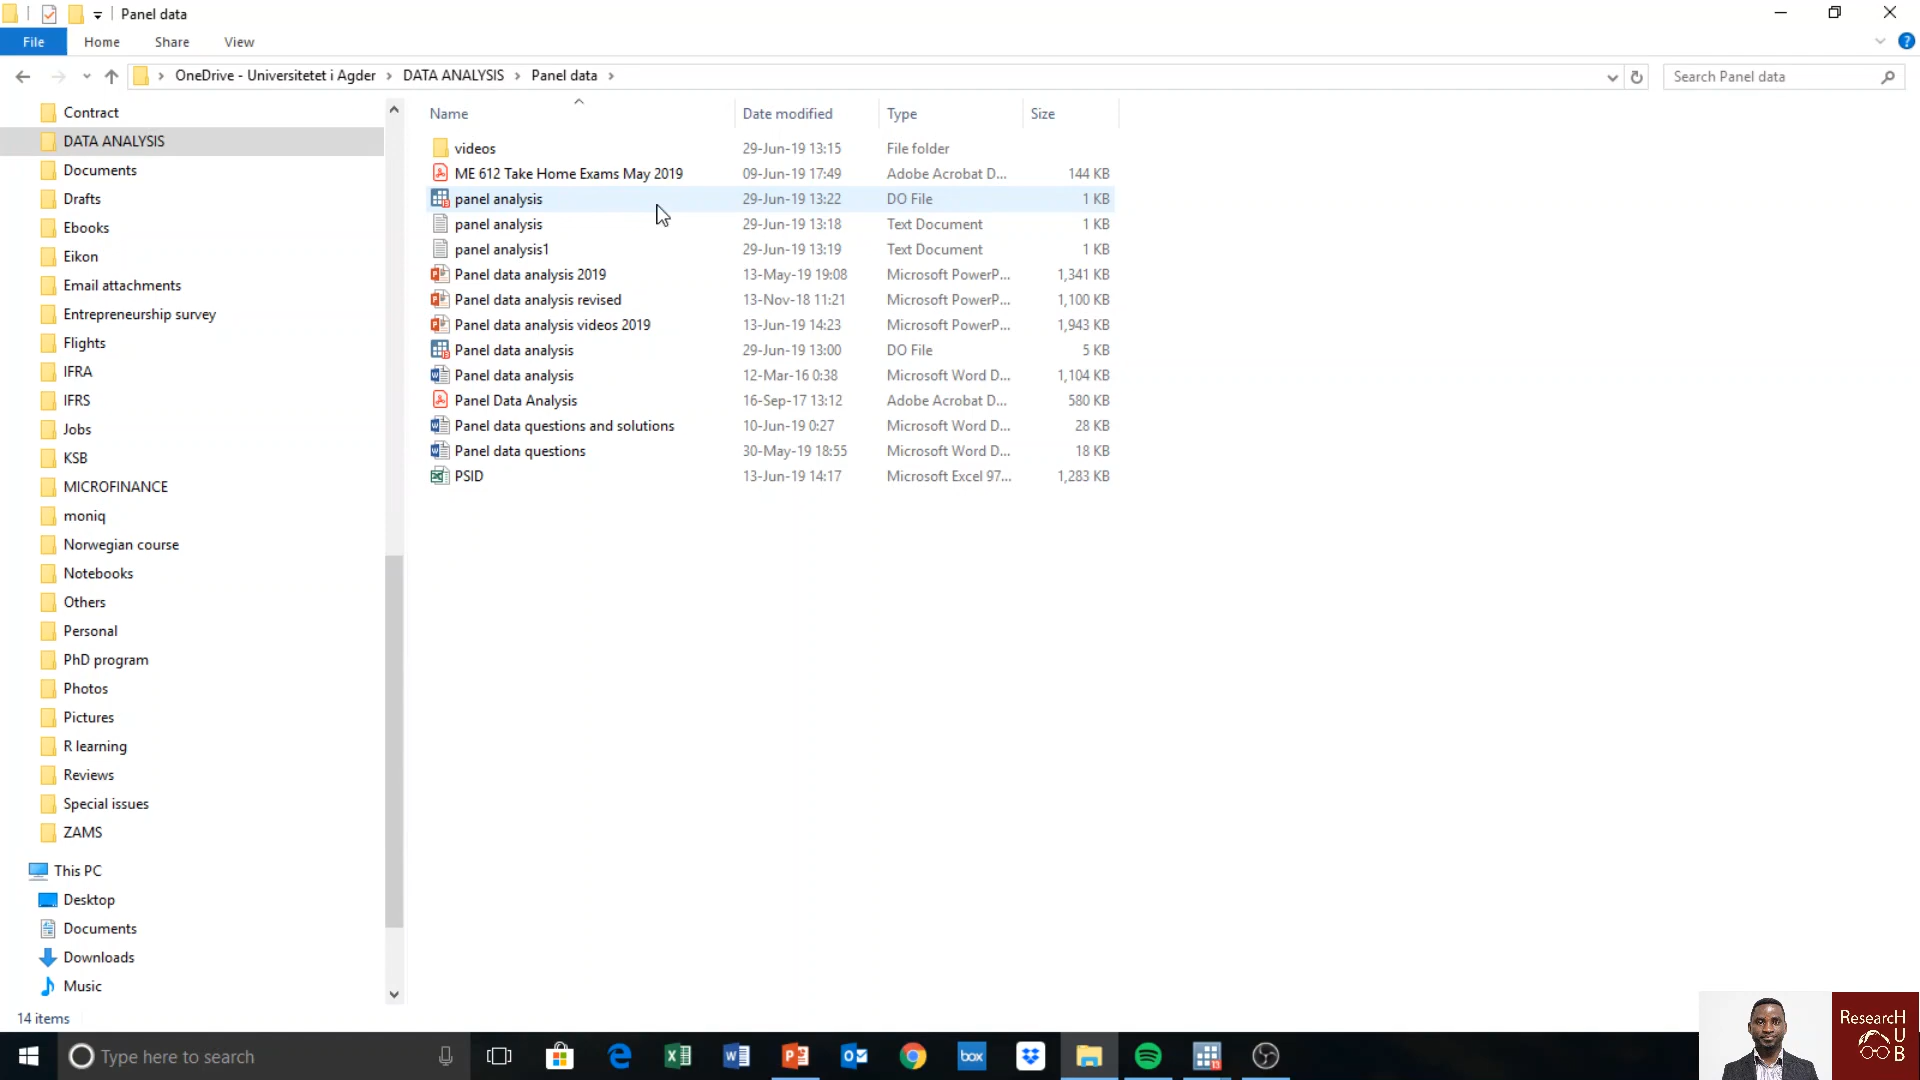 Panel data
File Home Share View
OneDrive - Universitetet i Agder DATA ANALYSIS Panel data Search Panel data
Contract
DATA ANALYSIS
Documents
Drafts
Ebooks
Eikon
Email attachments
Entrepreneurship survey
Flights
IFRA
IFRS
Jobs
KSB
MICROFINANCE
moniq
Norwegian course
Notebooks
Others
Personal
PhD program
Photos
Pictures
R learning
Reviews
Special issues
ZAMS
This PC
Desktop
Documents
Downloads
Music
Name Date modified Type Size
videos 29-Jun-19 13:15 File folder
ME 612 Take Home Exams May 2019 09-Jun-19 17:49 Adobe Acrobat D... 144 KB
panel analysis 29-Jun-19 13:22 DO File 1 KB
panel analysis 29-Jun-19 13:18 Text Document 1 KB
panel analysis1 29-Jun-19 13:19 Text Document 1 KB
Panel data analysis 2019 13-May-19 19:08 Microsoft PowerP... 1,341 KB
Panel data analysis revised 13-Nov-18 11:21 Microsoft PowerP... 1,100 KB
Panel data analysis videos 2019 13-Jun-19 14:23 Microsoft PowerP... 1,943 KB
Panel data analysis 29-Jun-19 13:00 DO File 5 KB
Panel data analysis 12-Mar-16 0:38 Microsoft Word D... 1,104 KB
Panel Data Analysis 16-Sep-17 13:12 Adobe Acrobat D... 580 KB
Panel data questions and solutions 10-Jun-19 0:27 Microsoft Word D... 28 KB
Panel data questions 30-May-19 18:55 Microsoft Word D... 18 KB
PSID 13-Jun-19 14:17 Microsoft Excel 97... 1,283 KB
14 items
Type here to search
box
ResearcH
U
B